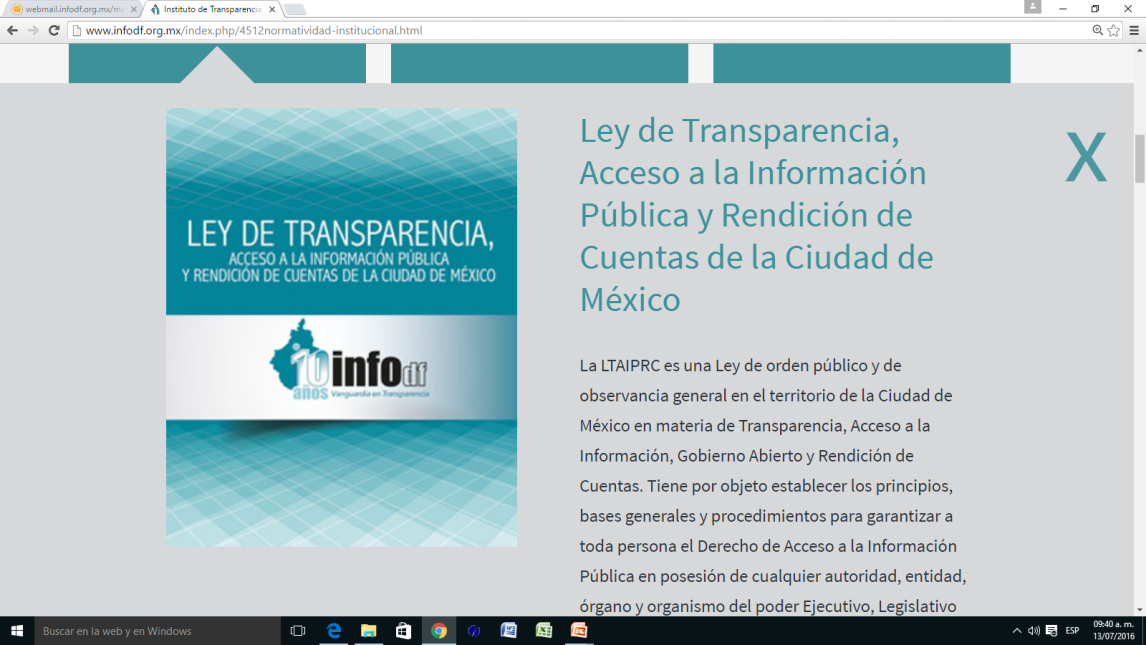 webmail.infodf.org.mx/m
Instituto de Transparencia,
www.infodf.org.mx/index.php/4512normatividad-institucional.html
LEY DE TRANSPARENCIA,
ACCESO A LA INFORMACIÓN PÚBLICA
Y RENDICIÓN DE CUENTAS DE LA CIUDAD DE MÉXICO
10 infodf
años Vanguardia en Transparencia
Ley de Transparencia,
Acceso a la Información
Pública y Rendición de
Cuentas de la Ciudad de
México
X
La LTAIPRC es una Ley de orden público y de
observancia general en el territorio de la Ciudad de
México en materia de Transparencia, Acceso a la
Información, Gobierno Abierto y Rendición de
Cuentas. Tiene por objeto establecer los principios,
bases generales y procedimientos para garantizar a
toda persona el Derecho de Acceso a la Información
Pública en posesión de cualquier autoridad, entidad,
órgano y organismo del poder Ejecutivo, Legislativo
Buscar en la web y en Windows
ESP
09:40 a. m.
13/07/2016